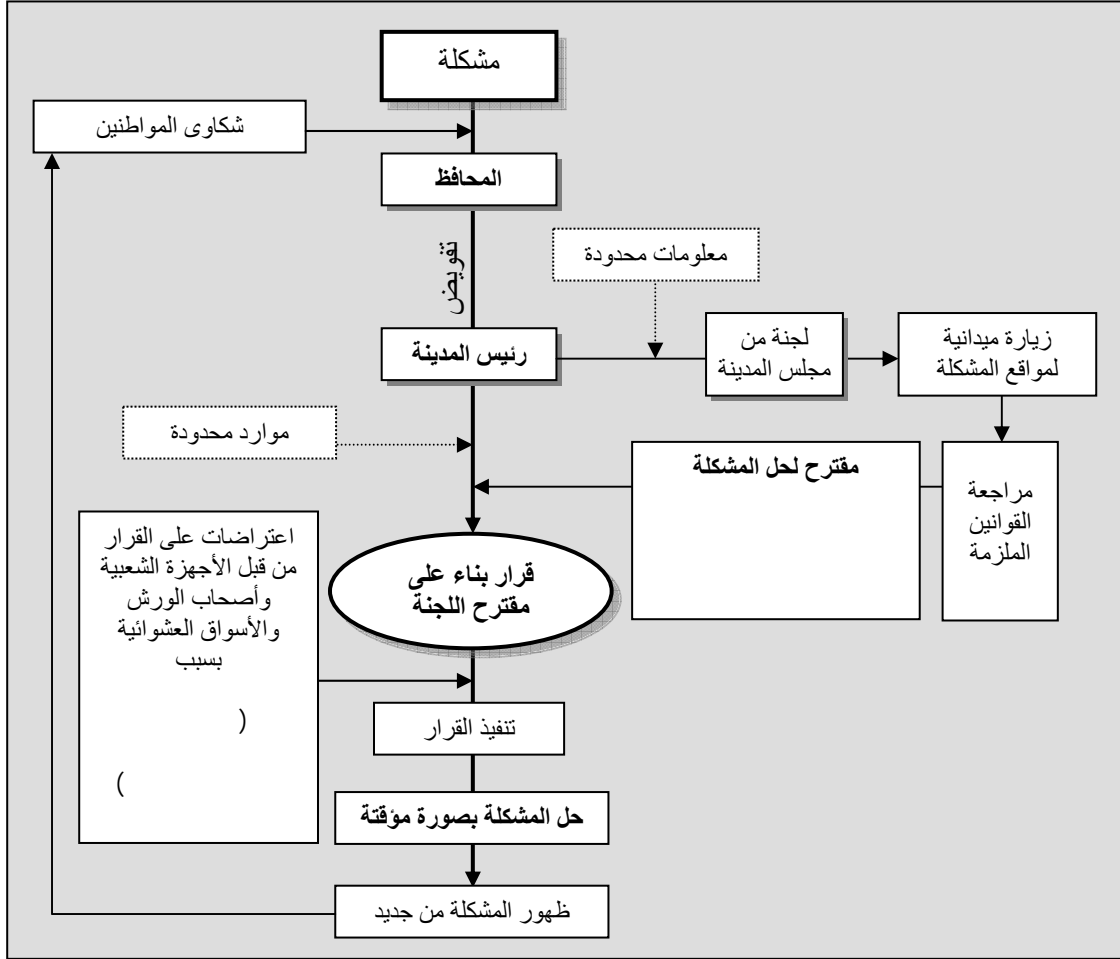 مشكلة
شكاوى المواطنين
المحافظ
تفويض
معلومات محدودة
رئيس المدينة
لجنة من
مجلس المدينة
زيارة ميدانية
لمواقع المشكلة
موارد محدودة
مقترح لحل المشكلة
مراجعة
القوانين
الملزمة
اعتراضات على القرار
من قبل الأجهزة الشعبية
وأصحاب الورش
والأسواق العشوائية
بسبب
(
)
قرار بناء على
مقترح اللجنة
تنفيذ القرار
حل المشكلة بصورة مؤقتة
ظهور المشكلة من جديد